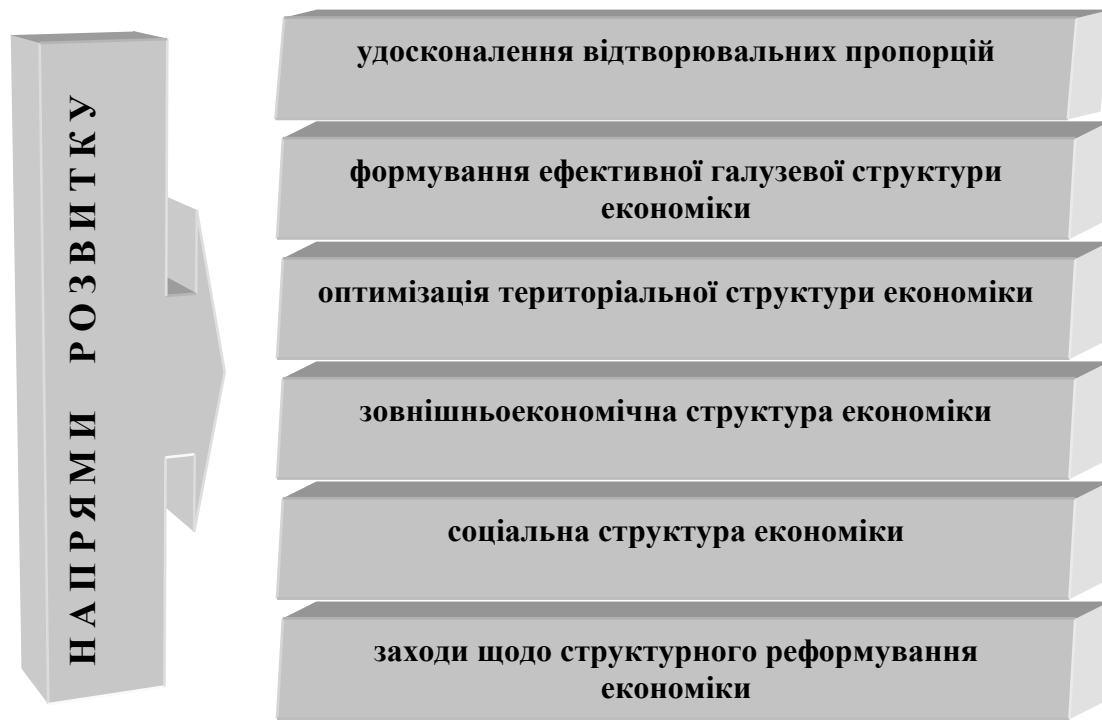 НАПРЯМИ РОЗВИТКУ
удосконалення відтворювальних пропорцій
формування ефективної галузевої структури
економіки
оптимізація територіальної структури економіки
зовнішньоекономічна структура економіки
соціальна структура економіки
заходи щодо структурного реформування
економіки